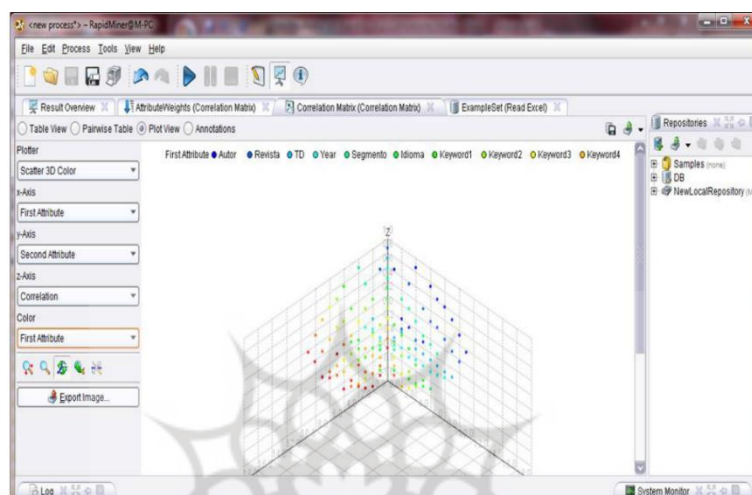 <new process*> – RapidMiner@M-PC
File Edit Process Tools View Help
Result Overview
AttributeWeights (Correlation Matrix)
Correlation Matrix (Correlation Matrix)
ExampleSet (Read Excel)
Repositories
Table View Pairwise Table Plot View Annotations
Plotter
Scatter 3D Color
x-Axis
First Attribute
y-Axis
Second Attribute
z-Axis
Correlation
Color
First Attribute
Export Image...
First Attribute Autor Revista TD Year Segmento Idioma Keyword1 Keyword2 Keyword3 Keyword4
Z
Samples (none)
DB
NewLocalRepository
Log
System Monitor